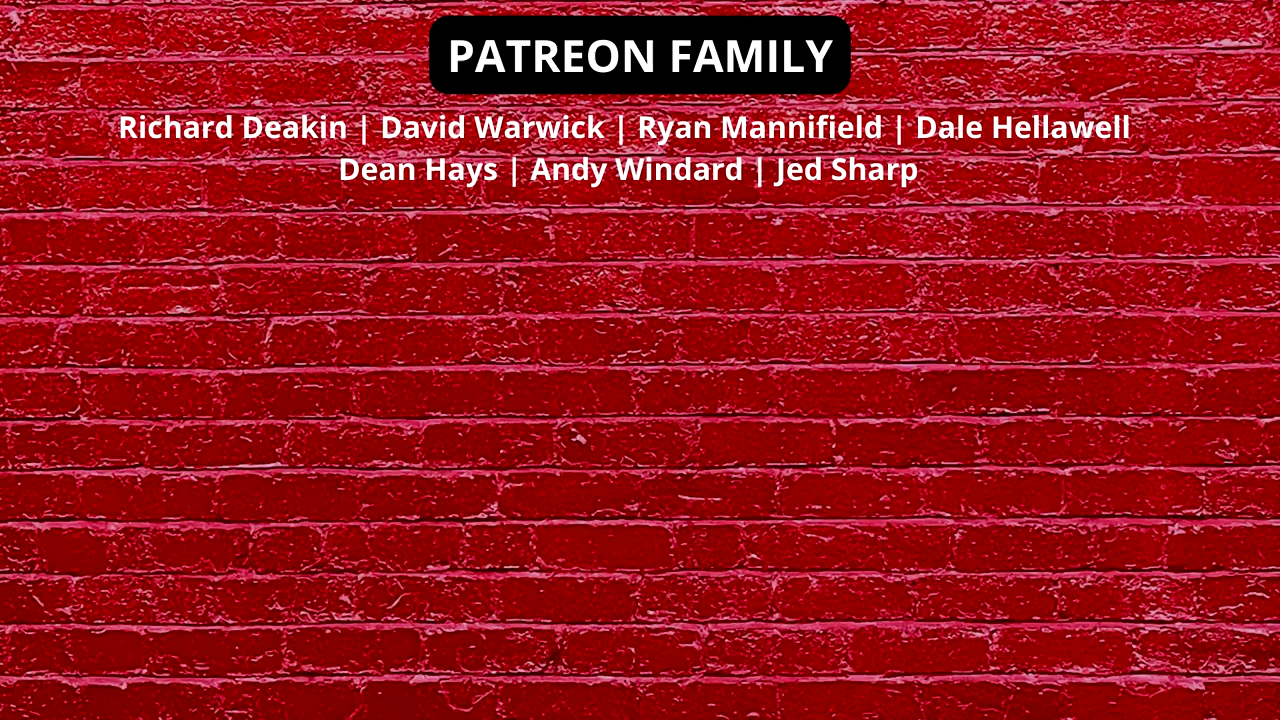 PATREON FAMILY
Richard Deakin | David Warwick | Ryan Mannifield | Dale Hellawell
Dean Hays | Andy Windard | Jed Sharp